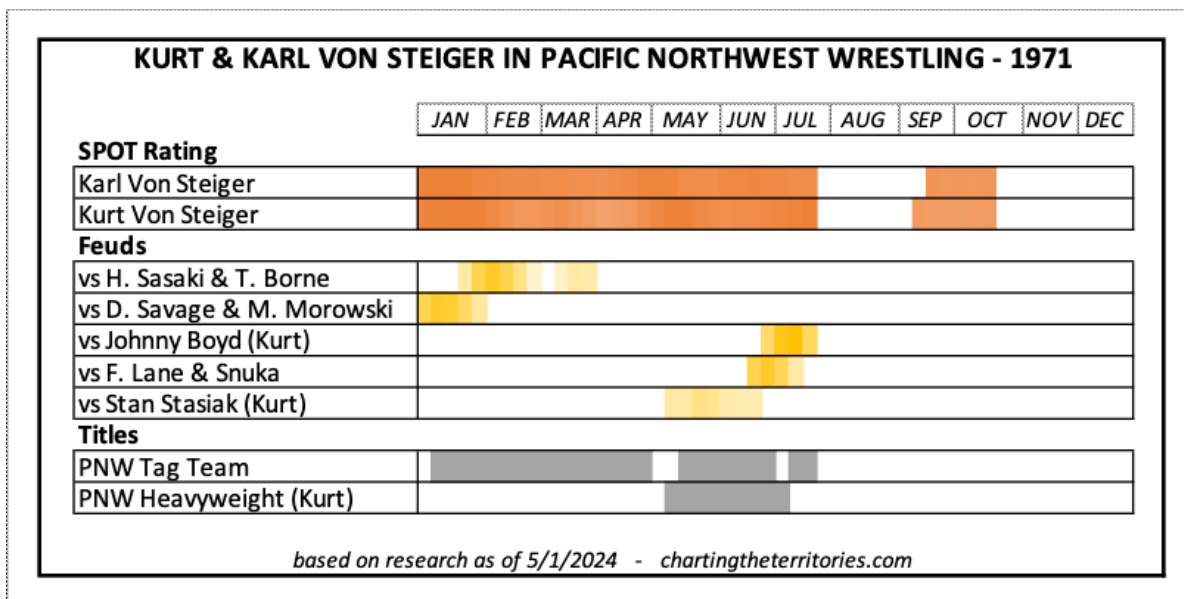 KURT & KARL VON STEIGER IN PACIFIC NORTHWEST WRESTLING - 1971
JAN FEB MAR APR MAY JUN JUL AUG SEP OCT NOV DEC
SPOT Rating
Karl Von Steiger
Kurt Von Steiger
Feuds
vs H. Sasaki & T. Borne
vs D. Savage & M. Morowski
vs Johnny Boyd (Kurt)
vs F. Lane & Snuka
vs Stan Stasiak (Kurt)
Titles
PNW Tag Team
PNW Heavyweight (Kurt)
based on research as of 5/1/2024 - chartingtheterritories.com